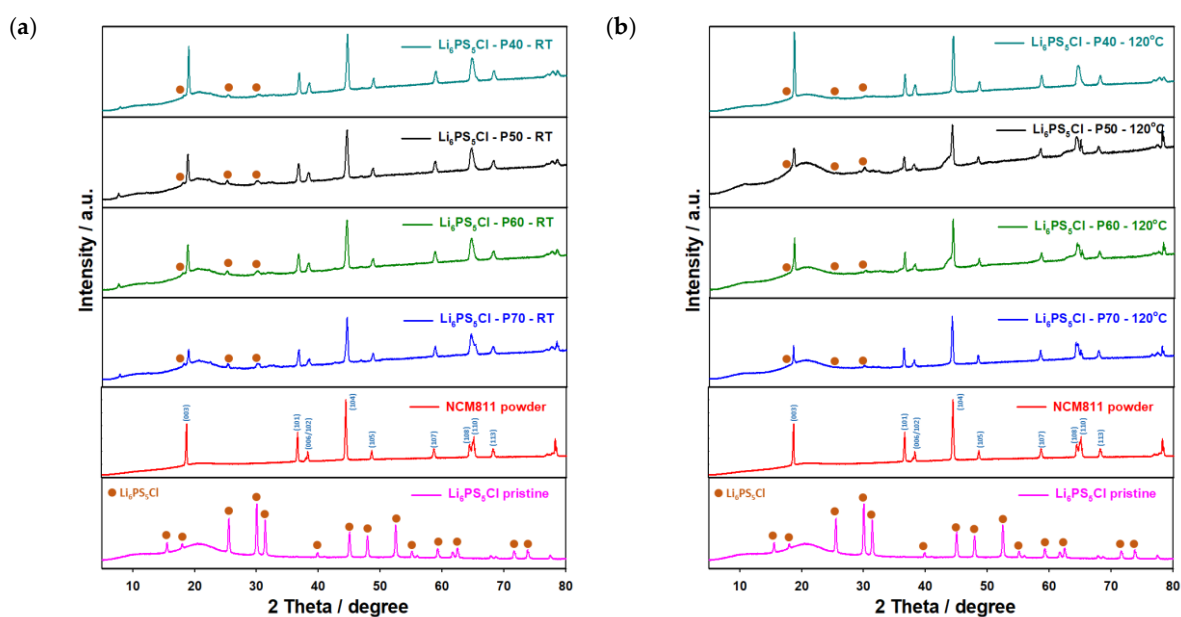 (a)
Intensity / a.u.
Li₆PS₅Cl - P40 - RT
Li₆PS₅Cl - P50 - RT
Li₆PS₅Cl - P60 - RT
Li₆PS₅Cl - P70 - RT
NCM811 powder
(003)
(101)
(006/102)
(104)
(105)
(107)
(108)
(110)
(113)
Li₆PS₅Cl
Li₆PS₅Cl pristine
10 20 30 40 50 60 70 80
2 Theta / degree
(b)
Intensity / a.u.
Li₆PS₅Cl - P40 - 120°C
Li₆PS₅Cl - P50 - 120°C
Li₆PS₅Cl - P60 - 120°C
Li₆PS₅Cl - P70 - 120°C
NCM811 powder
(003)
(101)
(006/102)
(104)
(105)
(107)
(108)
(110)
(113)
Li₆PS₅Cl
Li₆PS₅Cl pristine
10 20 30 40 50 60 70 80
2 Theta / degree